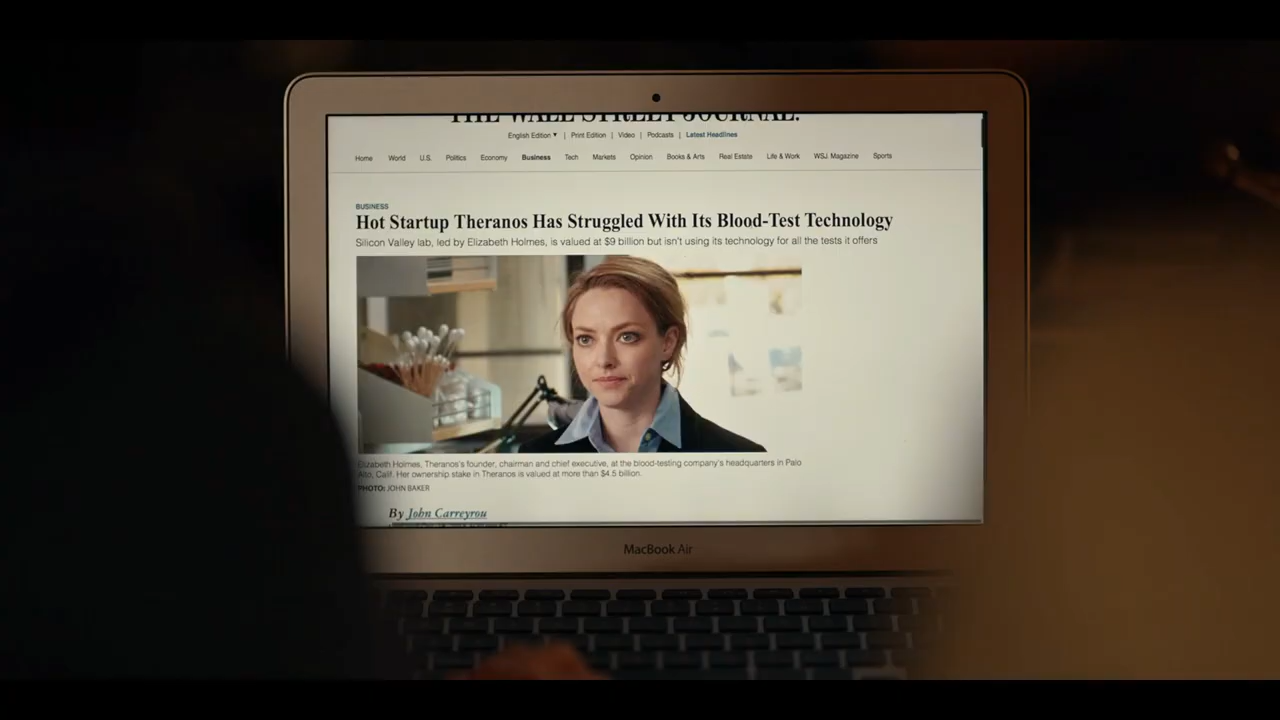 THE WALL STREET JOURNAL.
English Edition ▾ | Print Edition | Video | Podcasts | Latest Headlines
Home World U.S. Politics Economy Business Tech Markets Opinion Books & Arts Real Estate Life & Work WSJ. Magazine Sports
BUSINESS
Hot Startup Theranos Has Struggled With Its Blood-Test Technology
Silicon Valley lab, led by Elizabeth Holmes, is valued at $9 billion but isn't using its technology for all the tests it offers
Elizabeth Holmes, Theranos's founder, chairman and chief executive, at the blood-testing company's headquarters in Palo
Alto, Calif. Her ownership stake in Theranos is valued at more than $4.5 billion.
PHOTO: JOHN BAKER
By John Carreyrou
MacBook Air